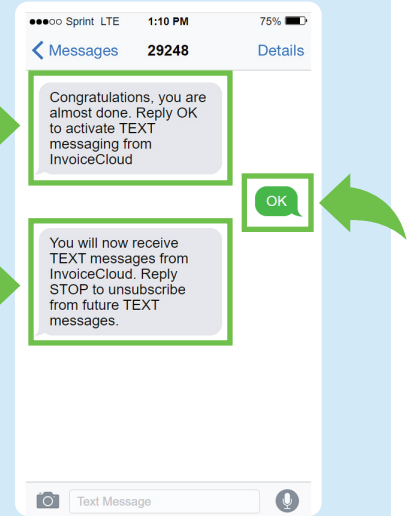 Sprint LTE 1:10 PM 75%
Messages 29248 Details
Congratulations, you are
almost done. Reply OK
to activate TEXT
messaging from
InvoiceCloud
OK
You will now receive
TEXT messages from
InvoiceCloud. Reply
STOP to unsubscribe
from future TEXT
messages.
Text Message